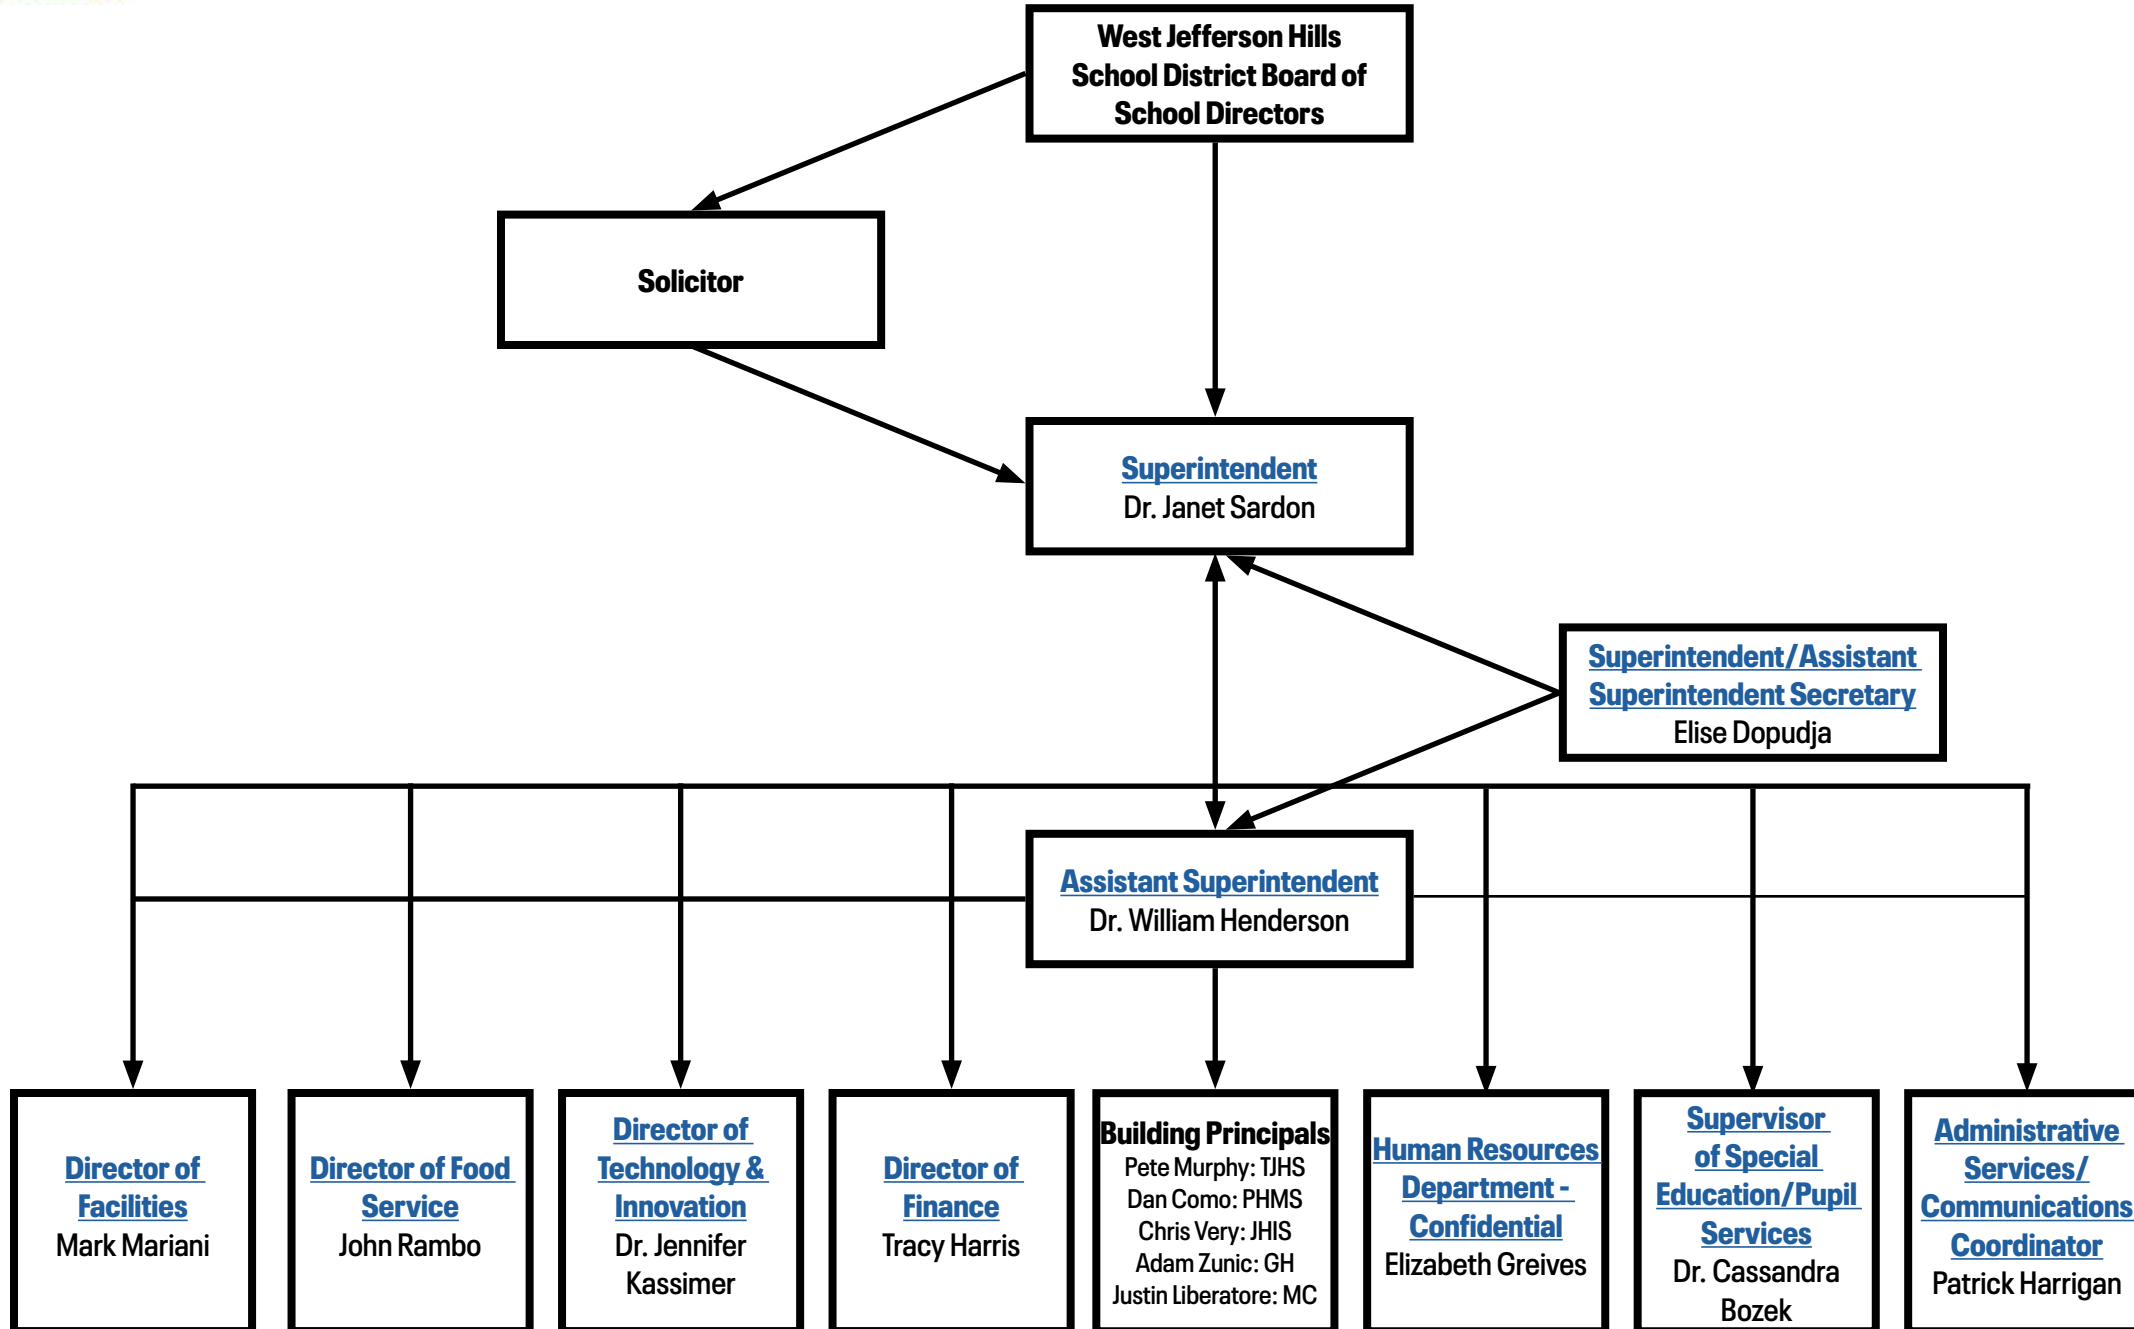 West Jefferson Hills
School District Board of
School Directors
Solicitor
Superintendent
Dr. Janet Sardon
Superintendent/Assistant
Superintendent Secretary
Elise Dopudja
Assistant Superintendent
Dr. William Henderson
Director of
Facilities
Mark Mariani
Director of Food
Service
John Rambo
Director of
Technology &
Innovation
Dr. Jennifer
Kassimer
Director of
Finance
Tracy Harris
Building Principals
Pete Murphy: TJHS
Dan Como: PHMS
Chris Very: JHIS
Adam Zunic: GH
Justin Liberatore: MC
Human Resources
Department -
Confidential
Elizabeth Greives
Supervisor
of Special
Education/Pupil
Services
Dr. Cassandra
Bozek
Administrative
Services/
Communications
Coordinator
Patrick Harrigan